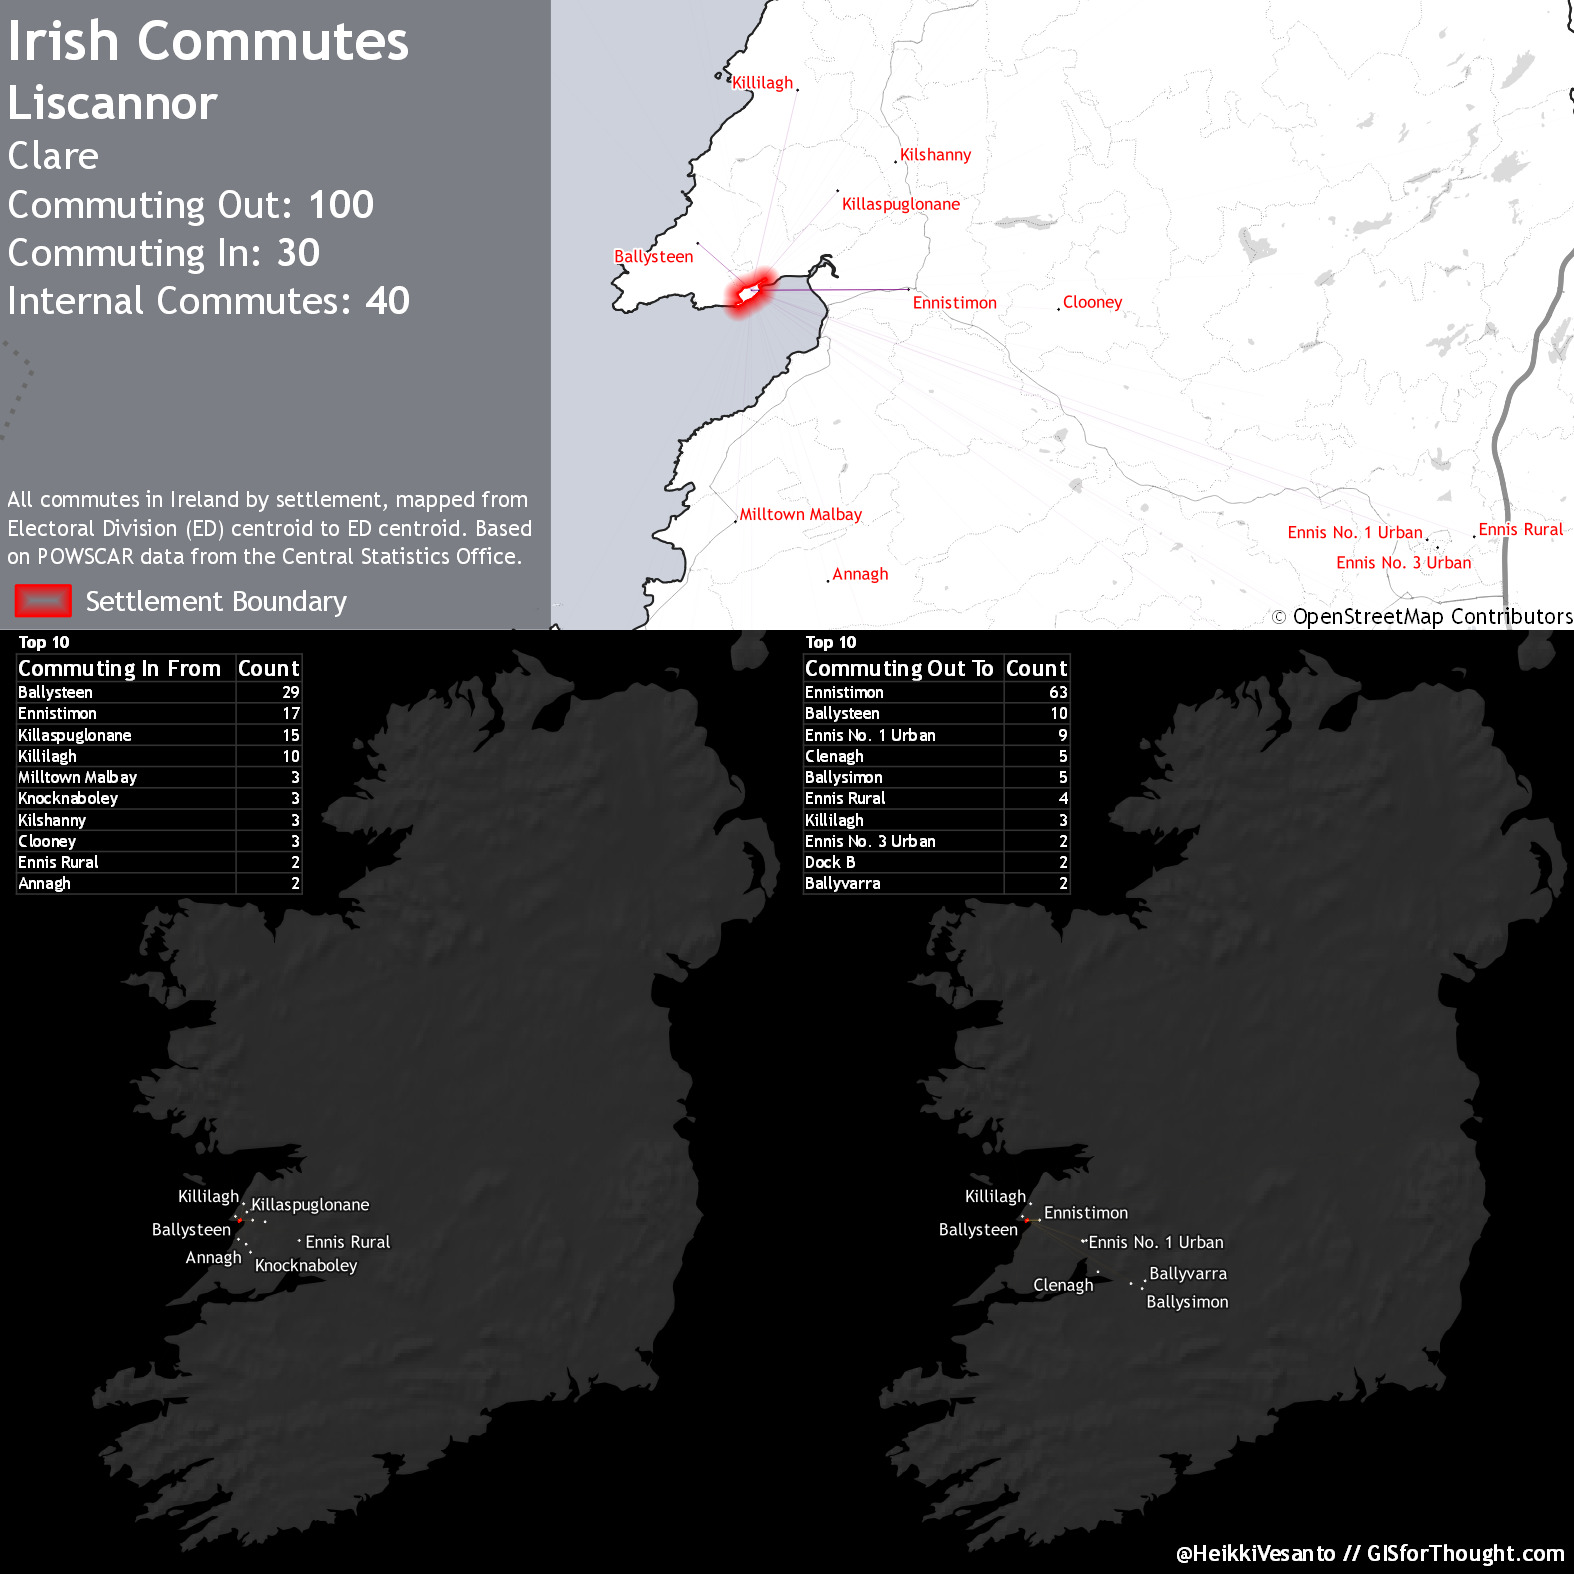 Irish Commutes
Liscannor
Clare
Commuting Out: 100
Commuting In: 30
Internal Commutes: 40
All commutes in Ireland by settlement, mapped from
Electoral Division (ED) centroid to ED centroid. Based
on POWSCAR data from the Central Statistics Office.
Settlement Boundary
Killilagh
Kilshanny
Killaspuglonane
Ballysteen
Ennistimon
Clooney
Milltown Malbay
Annagh
Ennis No. 1 Urban
Ennis Rural
Ennis No. 3 Urban
© OpenStreetMap Contributors
Top 10
Commuting In From Count
Ballysteen 29
Ennistimon 17
Killaspuglonane 15
Killilagh 10
Milltown Malbay 3
Knocknaboley 3
Kilshanny 3
Clooney 3
Ennis Rural 2
Annagh 2
Killilagh
Killaspuglonane
Ballysteen
Ennis Rural
Annagh
Knocknaboley
Top 10
Commuting Out To Count
Ennistimon 63
Ballysteen 10
Ennis No. 1 Urban 9
Clenagh 5
Ballysimon 5
Ennis Rural 4
Killilagh 3
Ennis No. 3 Urban 2
Dock B 2
Ballyvarra 2
Killilagh
Ennistimon
Ballysteen
Ennis No. 1 Urban
Ballyvarra
Clenagh
Ballysimon
@HeikkiVesanto // GISforThought.com